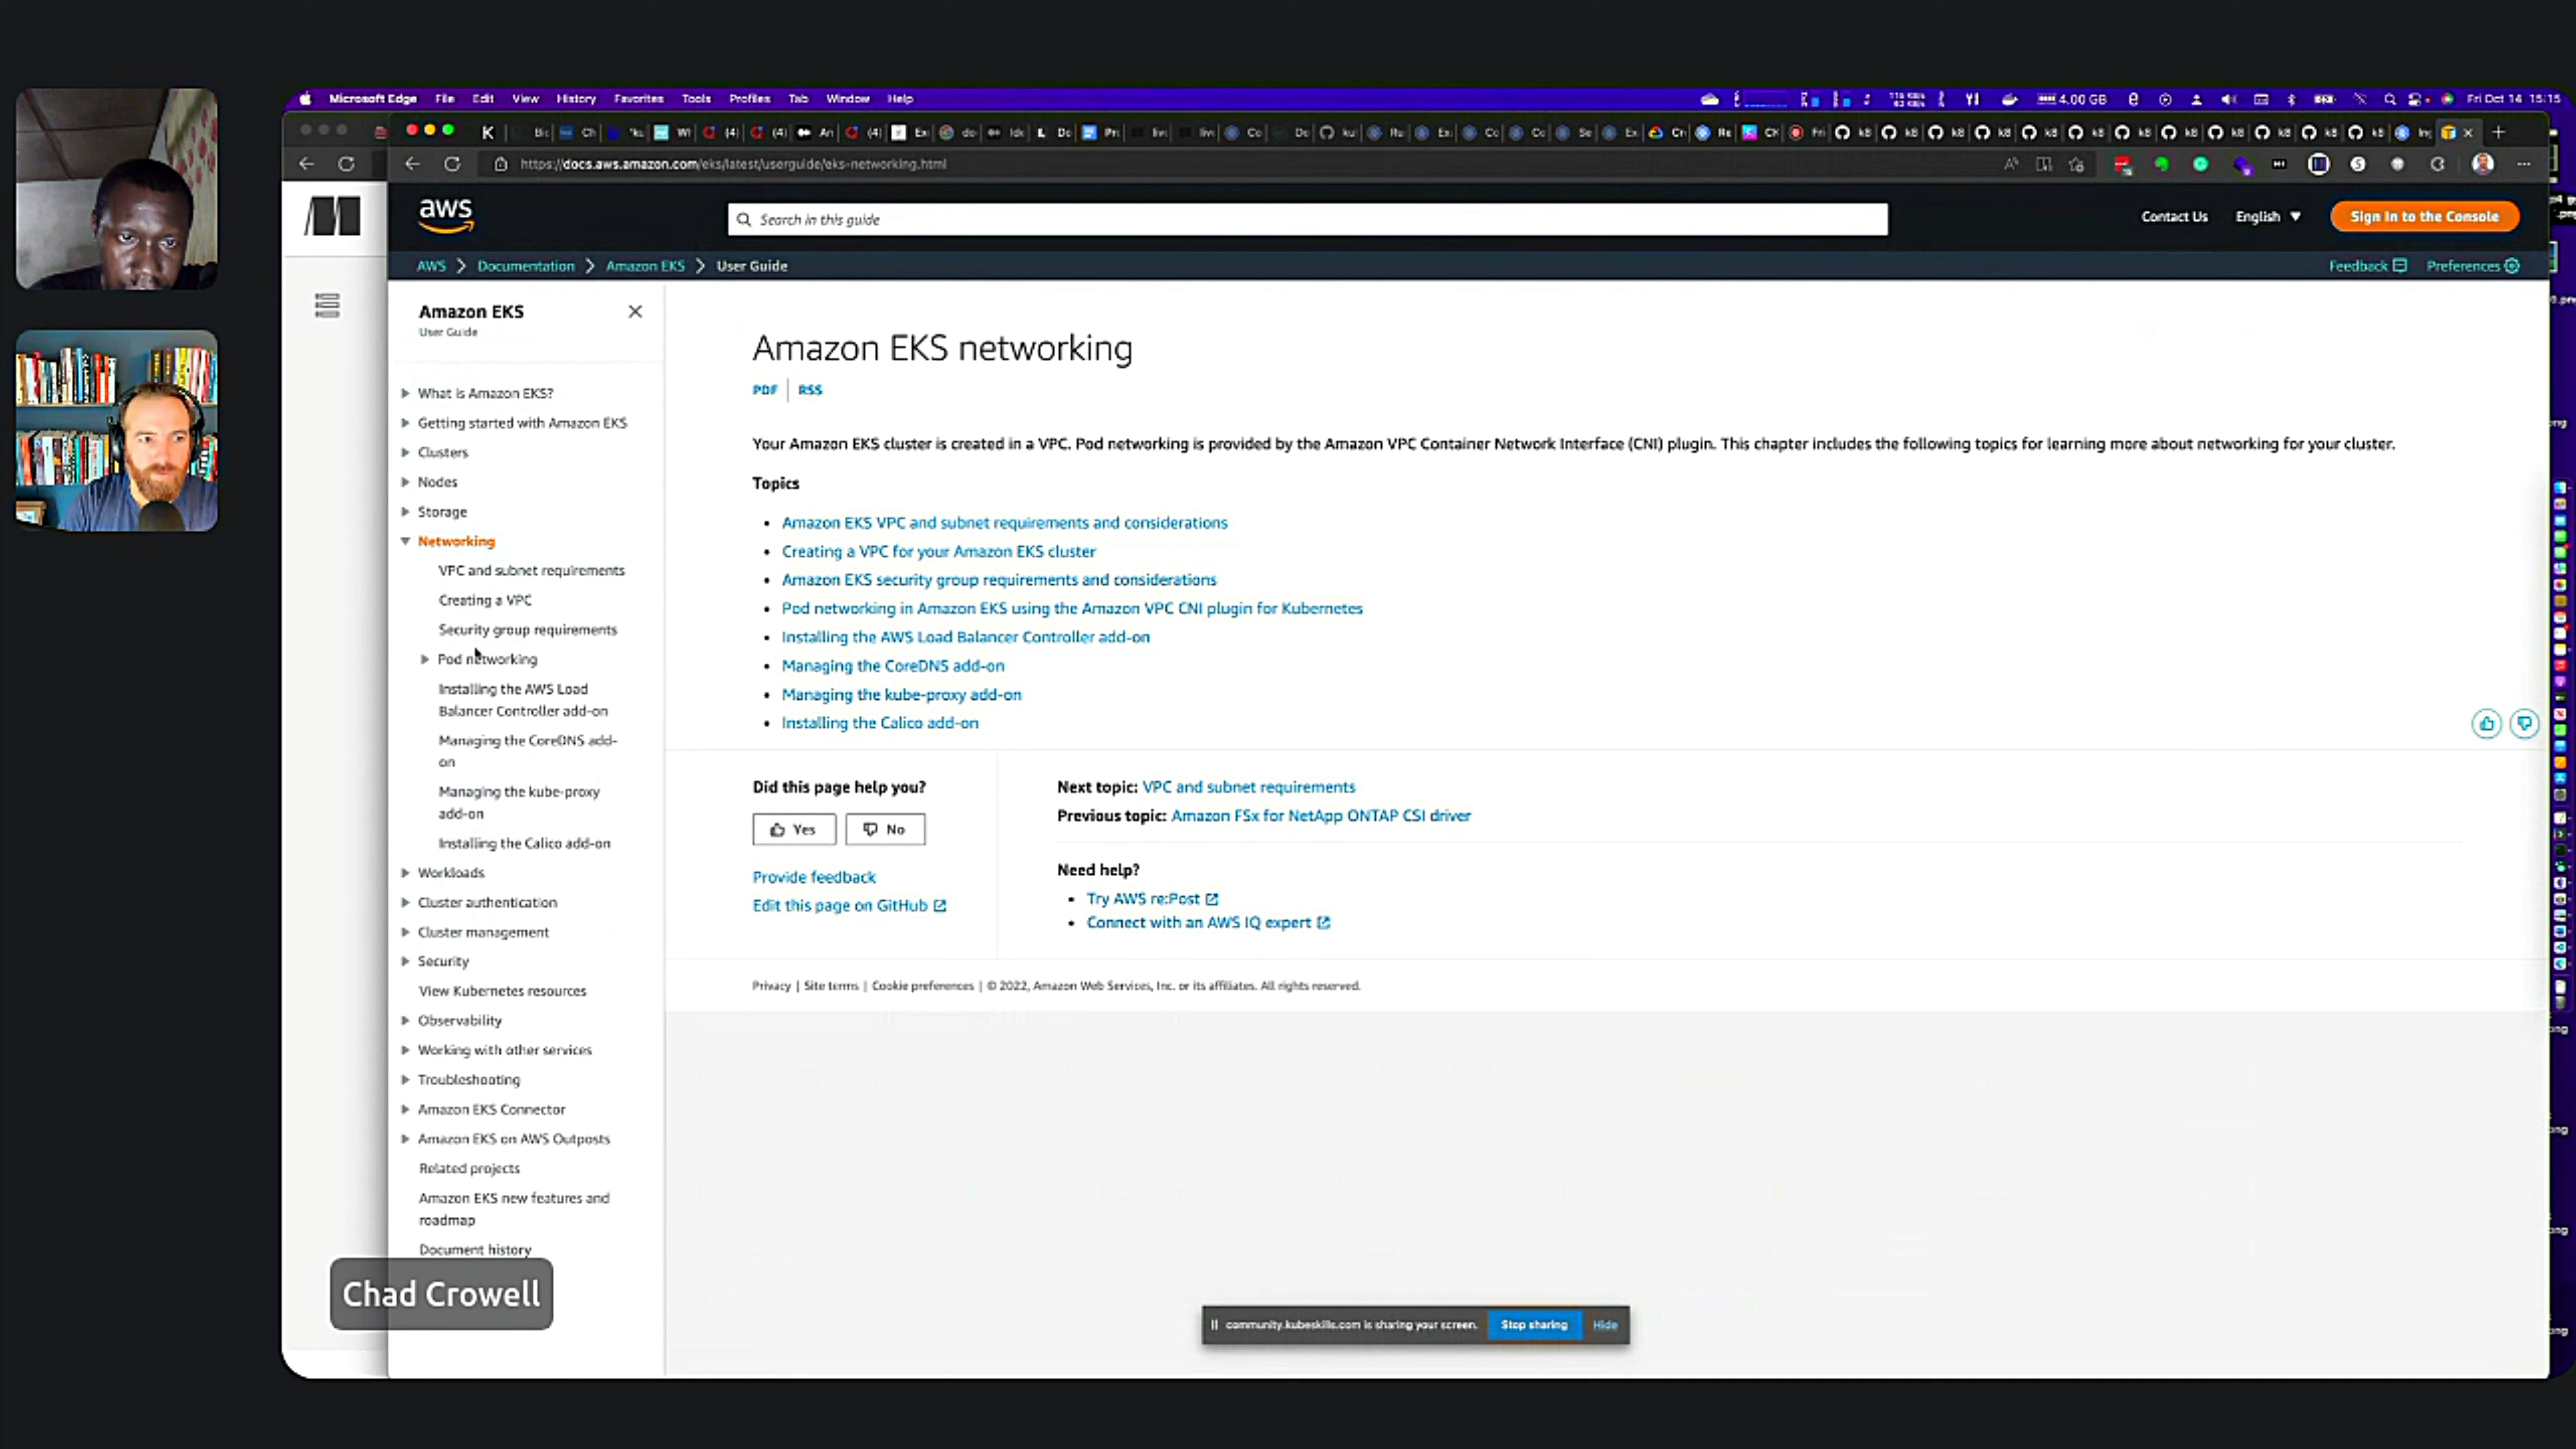 Microsoft Edge File Edit View History Favorites Tools Profiles Tab Window Help
4.00 GB
Fri Oct 14 15:15
https://docs.aws.amazon.com/eks/latest/userguide/eks-networking.html
aws
Search in this guide
Contact Us
English
Sign In to the Console
AWS > Documentation > Amazon EKS > User Guide
Feedback
Preferences
Amazon EKS
User Guide
What is Amazon EKS?
Getting started with Amazon EKS
Clusters
Nodes
Storage
Networking
VPC and subnet requirements
Creating a VPC
Security group requirements
Pod networking
Installing the AWS Load
Balancer Controller add-on
Managing the CoreDNS add-
on
Managing the kube-proxy
add-on
Installing the Calico add-on
Workloads
Cluster authentication
Cluster management
Security
View Kubernetes resources
Observability
Working with other services
Troubleshooting
Amazon EKS Connector
Amazon EKS on AWS Outposts
Related projects
Amazon EKS new features and
roadmap
Document history
Amazon EKS networking
PDF | RSS
Your Amazon EKS cluster is created in a VPC. Pod networking is provided by the Amazon VPC Container Network Interface (CNI) plugin. This chapter includes the following topics for learning more about networking for your cluster.
Topics
• Amazon EKS VPC and subnet requirements and considerations
• Creating a VPC for your Amazon EKS cluster
• Amazon EKS security group requirements and considerations
• Pod networking in Amazon EKS using the Amazon VPC CNI plugin for Kubernetes
• Installing the AWS Load Balancer Controller add-on
• Managing the CoreDNS add-on
• Managing the kube-proxy add-on
• Installing the Calico add-on
Did this page help you?
Yes
No
Provide feedback
Edit this page on GitHub
Next topic: VPC and subnet requirements
Previous topic: Amazon FSx for NetApp ONTAP CSI driver
Need help?
• Try AWS re:Post
• Connect with an AWS IQ expert
Privacy | Site terms | Cookie preferences | © 2022, Amazon Web Services, Inc. or its affiliates. All rights reserved.
Chad Crowell
community.kubeskills.com is sharing your screen.
Stop sharing
Hide